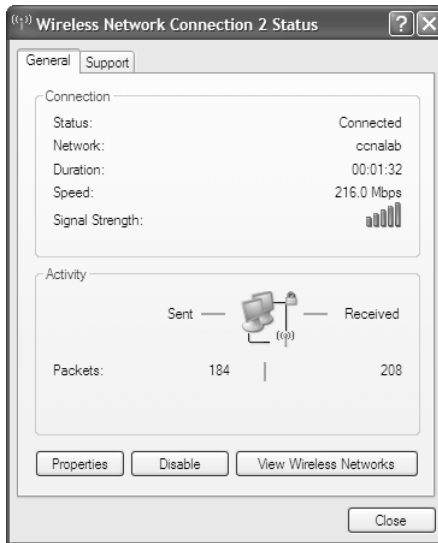 Wireless Network Connection 2 Status
General Support
Connection
Status: Connected
Network: ccnalab
Duration: 00:01:32
Speed: 216.0 Mbps
Signal Strength:
Activity
Sent Received
Packets: 184 208
Properties Disable View Wireless Networks
Close